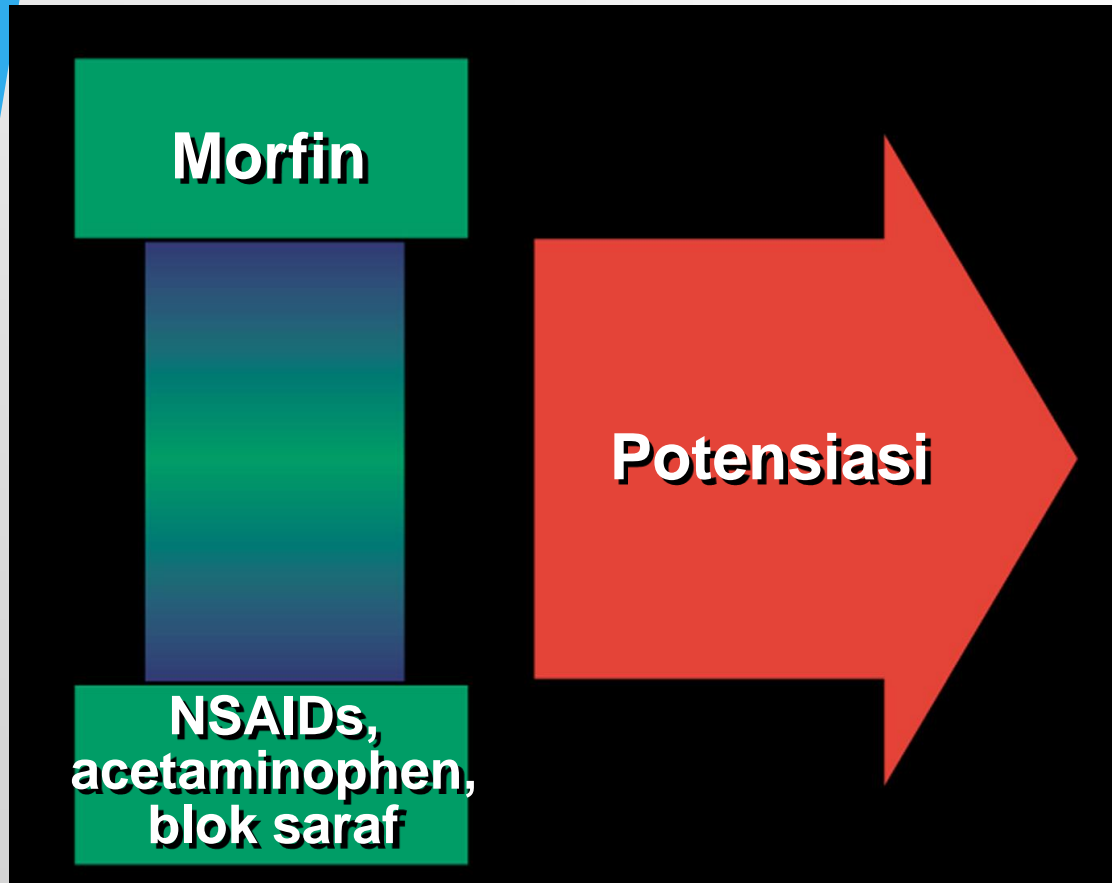 Morfin
Potensiasi
NSAIDs,
acetaminophen,
blok saraf